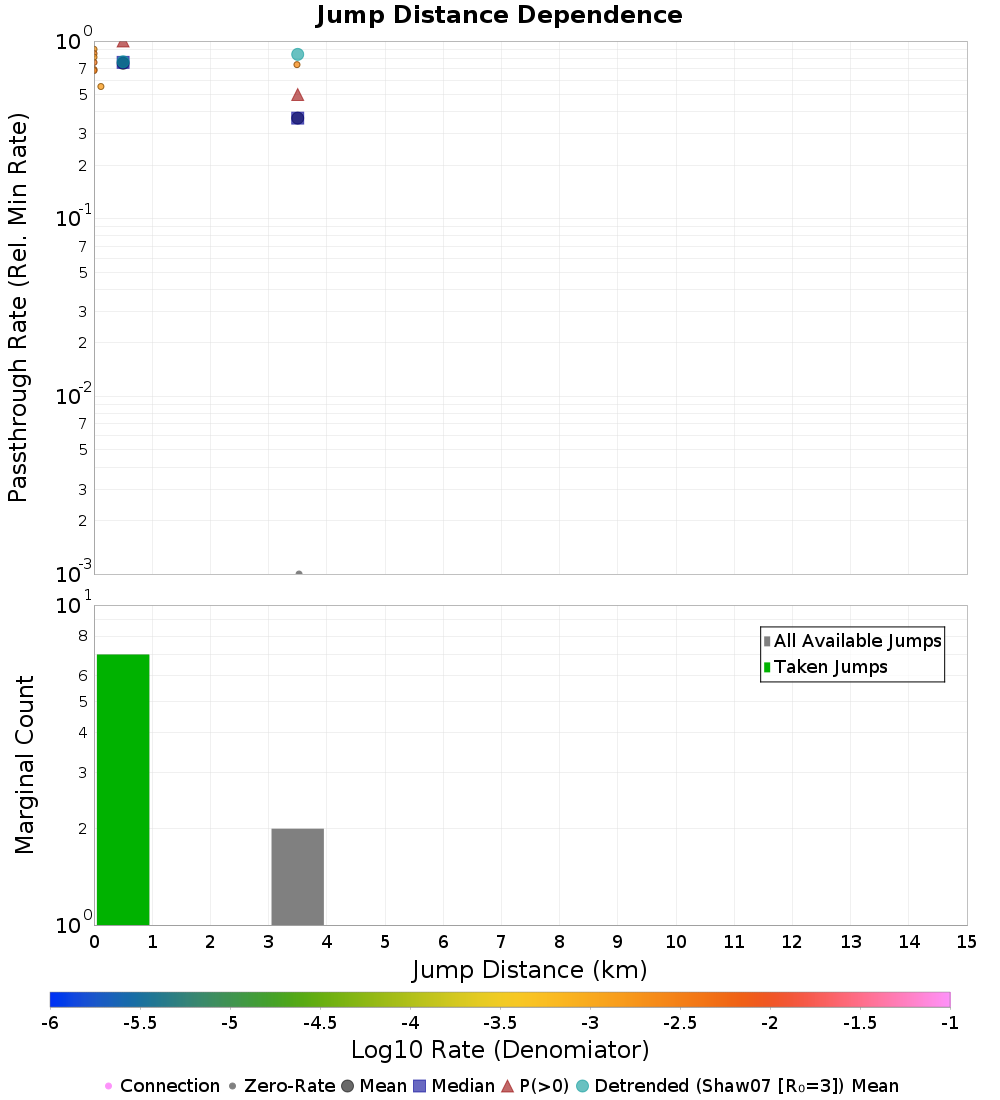 Jump Distance Dependence
10^0
7
5
3
2
10^-1
7
5
3
2
10^-2
7
5
3
2
10^-3
Passthrough Rate (Rel. Min Rate)
10^1
8
6
5
4
3
2
10^0
Marginal Count
All Available Jumps
Taken Jumps
0 1 2 3 4 5 6 7 8 9 10 11 12 13 14 15
Jump Distance (km)
-6 -5.5 -5 -4.5 -4 -3.5 -3 -2.5 -2 -1.5 -1
Log10 Rate (Denomiator)
Connection Zero-Rate Mean Median P(>0) Detrended (Shaw07 [R₀=3]) Mean